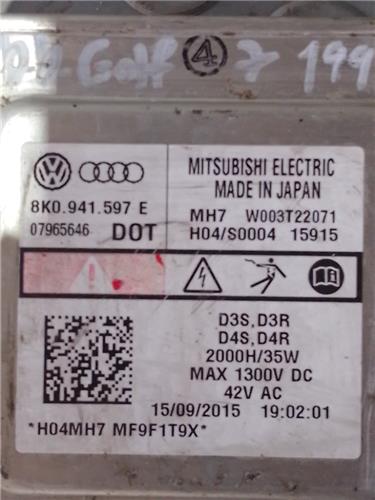 Golf 4 7 199
8K0.941.597 E
07965646 DOT
MITSUBISHI ELECTRIC
MADE IN JAPAN
MH7 W003T22071
H04/S0004 15915
D3S,D3R
D4S,D4R
2000H/35W
MAX 1300V DC
42V AC
15/09/2015 19:02:01
*H04MH7 MF9F1T9X*